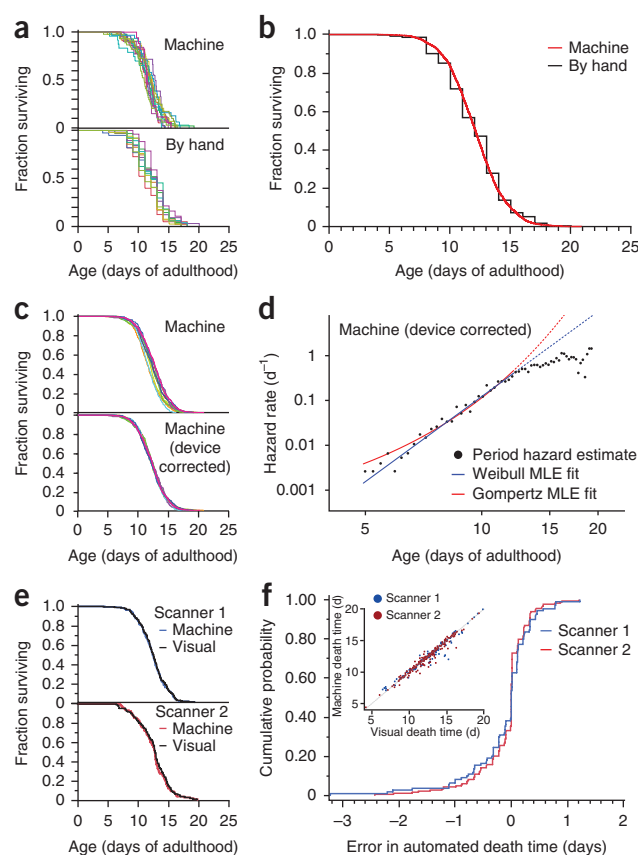 a
Fraction surviving
1.0
0.5
0
Machine
1.0
0.5
0
By hand
0 5 10 15 20 25
Age (days of adulthood)
b
Fraction surviving
1.0
0.8
0.6
0.4
0.2
0
Machine
By hand
0 5 10 15 20 25
Age (days of adulthood)
c
Fraction surviving
1.0
0.8
0.6
0.4
0.2
0
Machine
1.0
0.8
0.6
0.4
0.2
0
Machine
(device
corrected)
0 5 10 15 20 25
Age (days of adulthood)
d
Machine (device corrected)
Hazard rate (d⁻¹)
1
0.1
0.01
0.001
Period hazard estimate
Weibull MLE fit
Gompertz MLE fit
5 10 15 20
Age (days of adulthood)
e
Fraction surviving
1.0
0.8
0.6
0.4
0.2
0
Scanner 1
Machine
Visual
1.0
0.8
0.6
0.4
0.2
0
Scanner 2
Machine
Visual
0 5 10 15 20 25
Age (days of adulthood)
f
Cumulative probability
1.00
0.80
0.60
0.40
0.20
0
Scanner 1
Scanner 2
Machine death time (d)
20
15
10
5
5 10 15 20
Visual death time (d)
Scanner 1
Scanner 2
−3 −2 −1 0 1 2
Error in automated death time (days)